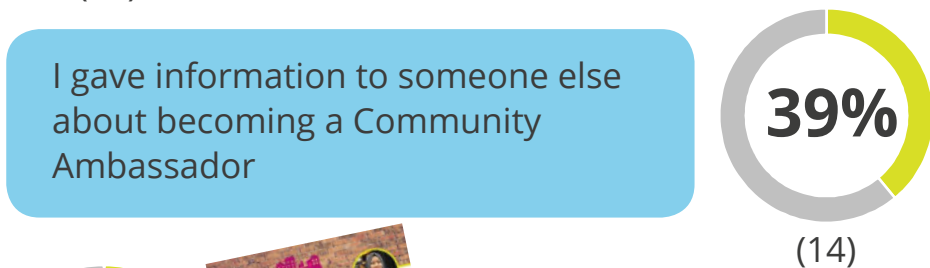 I gave information to someone else
about becoming a Community
Ambassador
39%
(14)